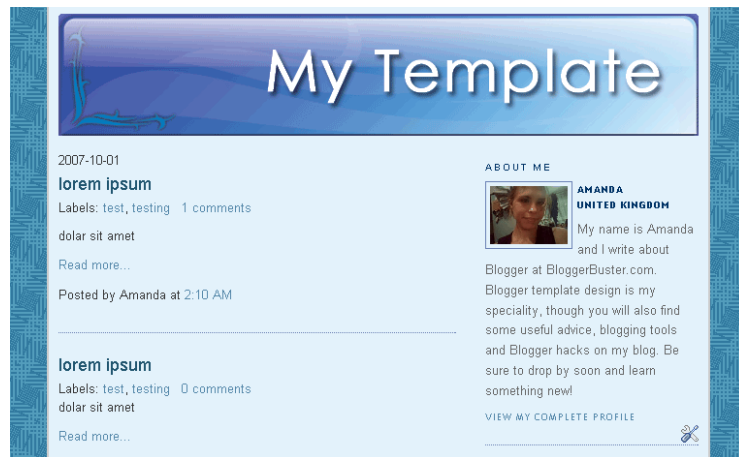 My Template
2007-10-01
lorem ipsum
Labels: test, testing 1 comments
dolar sit amet
Read more...
Posted by Amanda at 2:10 AM
lorem ipsum
Labels: test, testing 0 comments
dolar sit amet
Read more...
ABOUT ME
AMANDA
UNITED KINGDOM
My name is Amanda
and I write about
Blogger at BloggerBuster.com.
Blogger template design is my
speciality, though you will also find
some useful advice, blogging tools
and Blogger hacks on my blog. Be
sure to drop by soon and learn
something new!
VIEW MY COMPLETE PROFILE